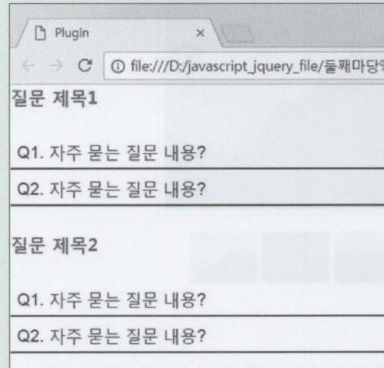 Plugin ×
file:///D:/javascript_jquery_file/둘째마당
질문 제목1
Q1. 자주 묻는 질문 내용?
Q2. 자주 묻는 질문 내용?
질문 제목2
Q1. 자주 묻는 질문 내용?
Q2. 자주 묻는 질문 내용?